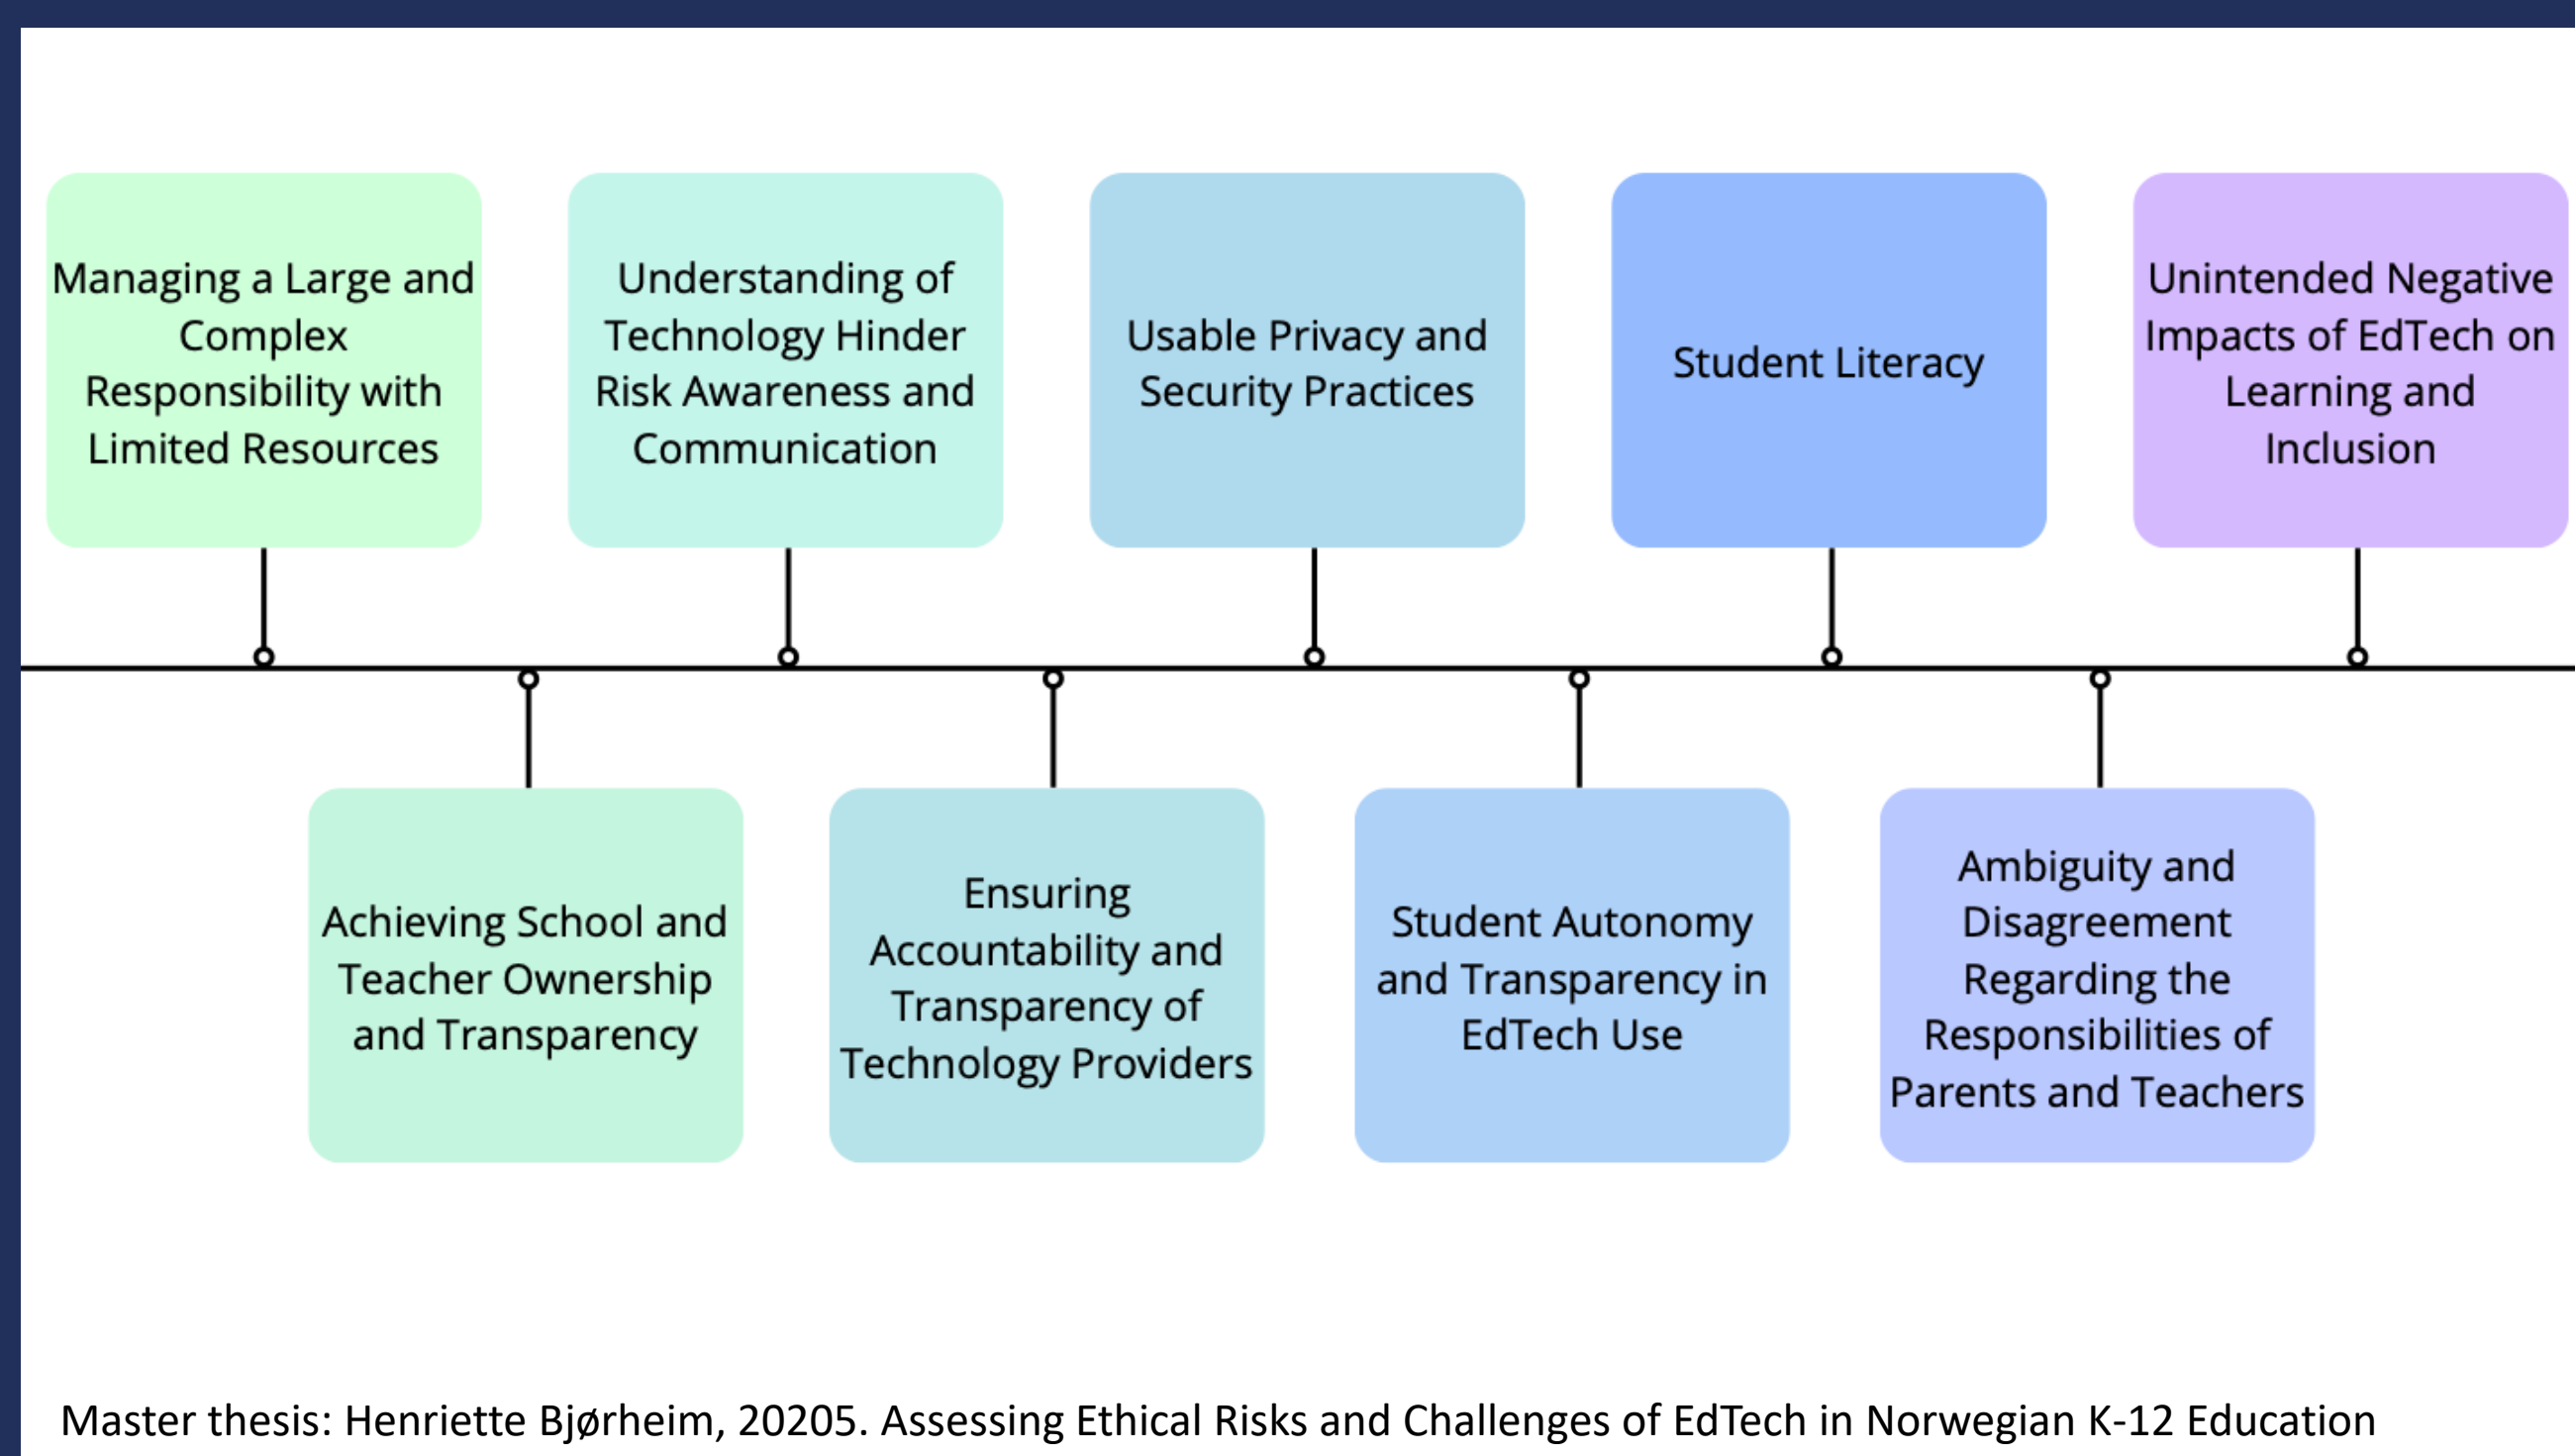 Managing a Large and
Complex
Responsibility with
Limited Resources
Understanding of
Technology Hinder
Risk Awareness and
Communication
Usable Privacy and
Security Practices
Student Literacy
Unintended Negative
Impacts of EdTech on
Learning and
Inclusion
Achieving School and
Teacher Ownership
and Transparency
Ensuring
Accountability and
Transparency of
Technology Providers
Student Autonomy
and Transparency in
EdTech Use
Ambiguity and
Disagreement
Regarding the
Responsibilities of
Parents and Teachers
Master thesis: Henriette Bjørheim, 20205. Assessing Ethical Risks and Challenges of EdTech in Norwegian K-12 Education